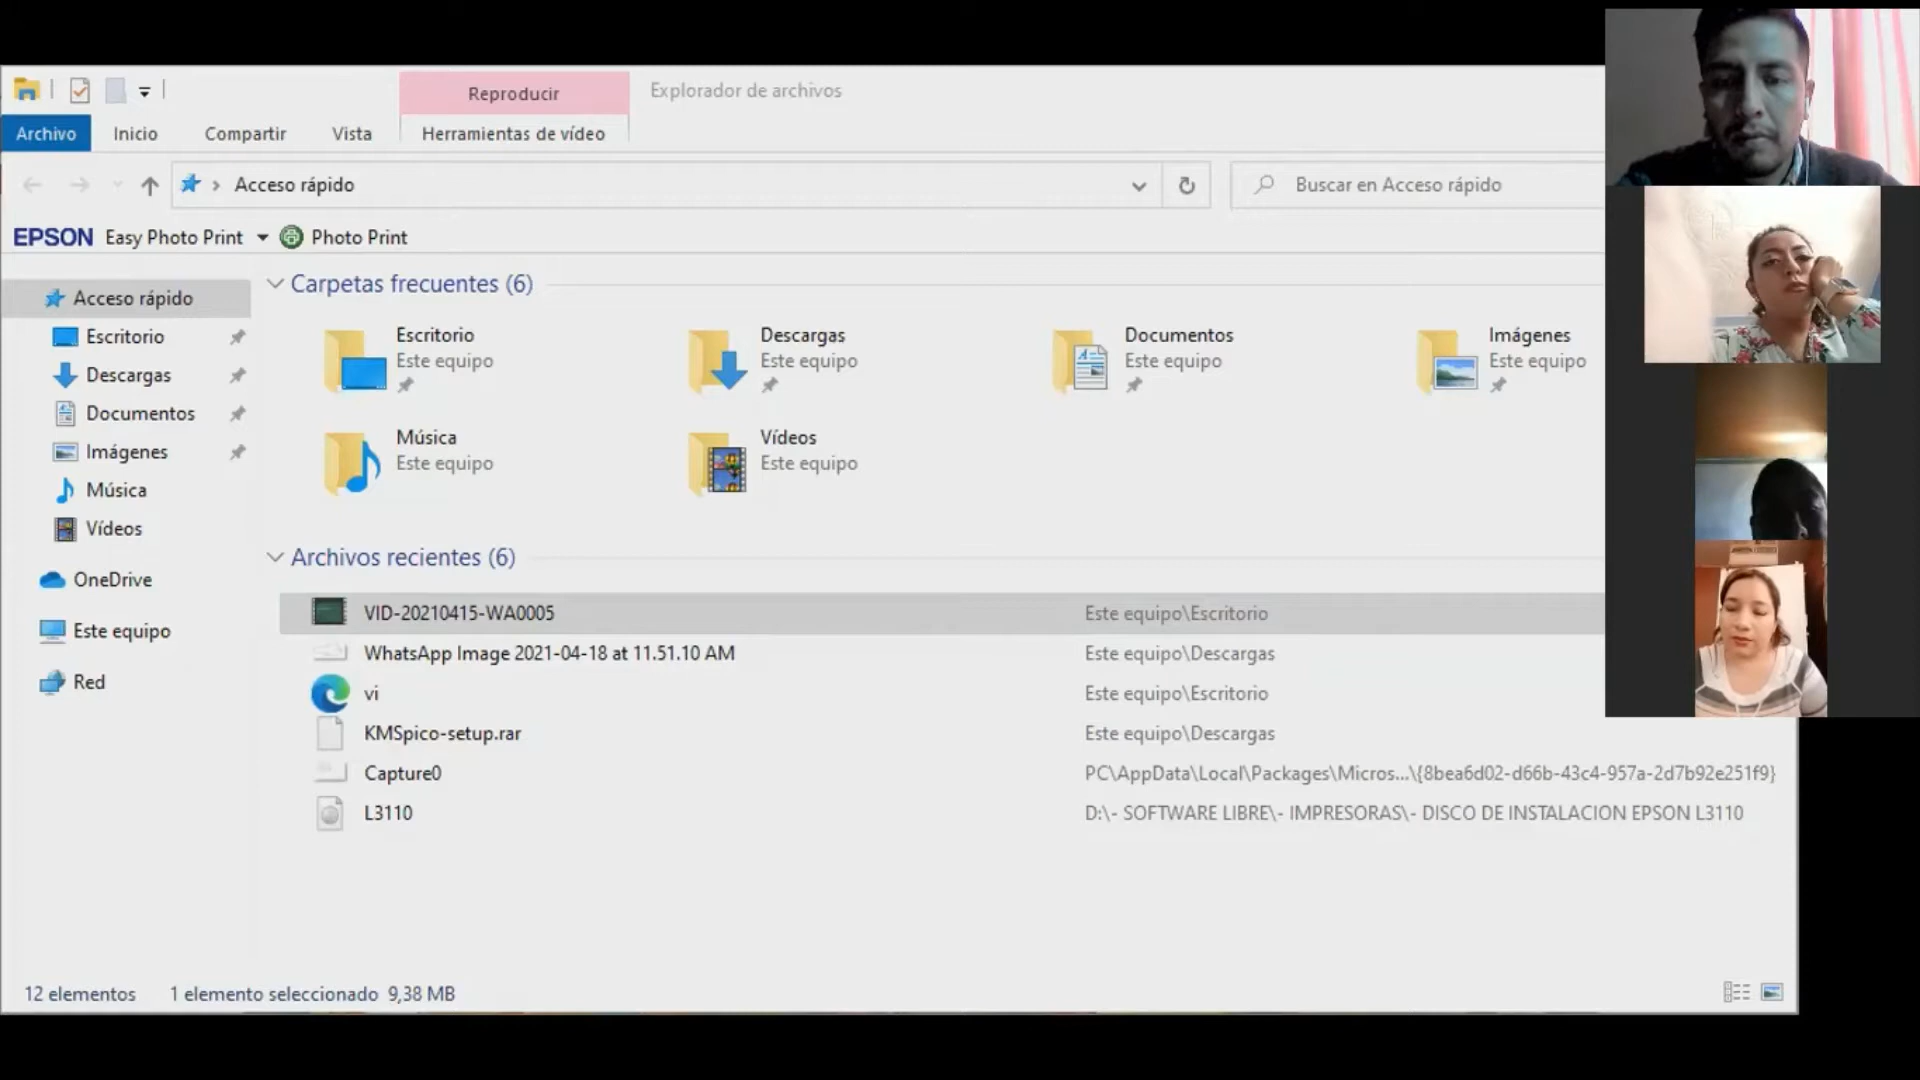 Reproducir
Explorador de archivos
Archivo
Inicio
Compartir
Vista
Herramientas de vídeo
Acceso rápido
Buscar en Acceso rápido
EPSON Easy Photo Print
Photo Print
Acceso rápido
Escritorio
Descargas
Documentos
Imágenes
Música
Vídeos
OneDrive
Este equipo
Red
Carpetas frecuentes (6)
Escritorio
Este equipo
Descargas
Este equipo
Documentos
Este equipo
Imágenes
Este equipo
Música
Este equipo
Vídeos
Este equipo
Archivos recientes (6)
VID-20210415-WA0005 Este equipo\Escritorio
WhatsApp Image 2021-04-18 at 11.51.10 AM Este equipo\Descargas
vi Este equipo\Escritorio
KMSpico-setup.rar Este equipo\Descargas
Capture0 PC\AppData\Local\Packages\Micros...\{8bea6d02-d66b-43c4-957a-2d7b92e251f9}
L3110 D:\- SOFTWARE LIBRE\- IMPRESORAS\- DISCO DE INSTALACION EPSON L3110
12 elementos
1 elemento seleccionado 9,38 MB